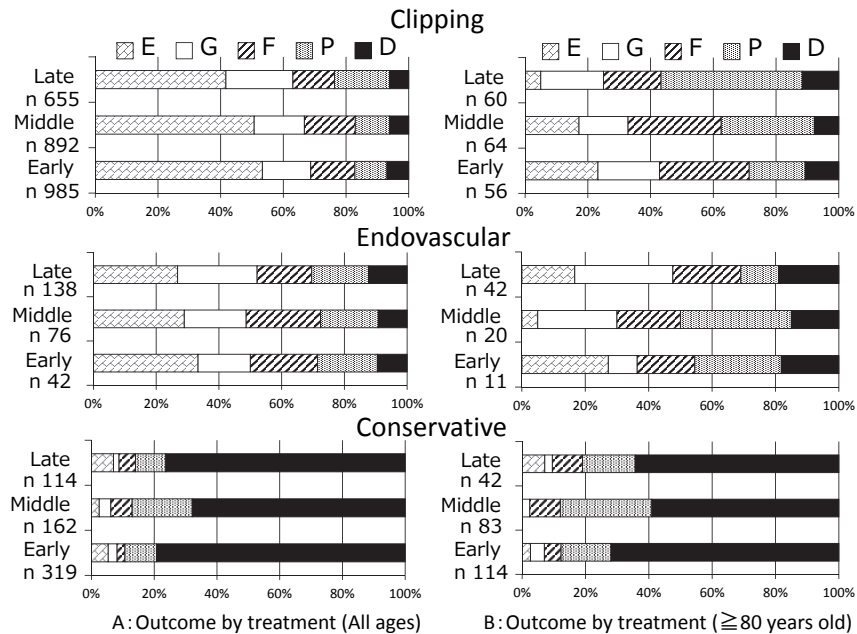 Clipping
E G F P D E G F P D
Late
n 655
Middle
n 892
Early
n 985
0% 20% 40% 60% 80% 100%
Late
n 60
Middle
n 64
Early
n 56
0% 20% 40% 60% 80% 100%
Endovascular
Late
n 138
Middle
n 76
Early
n 42
0% 20% 40% 60% 80% 100%
Late
n 42
Middle
n 20
Early
n 11
0% 20% 40% 60% 80% 100%
Conservative
Late
n 114
Middle
n 162
Early
n 319
0% 20% 40% 60% 80% 100%
Late
n 42
Middle
n 83
Early
n 114
0% 20% 40% 60% 80% 100%
A:Outcome by treatment (All ages)
B:Outcome by treatment (≧80 years old)